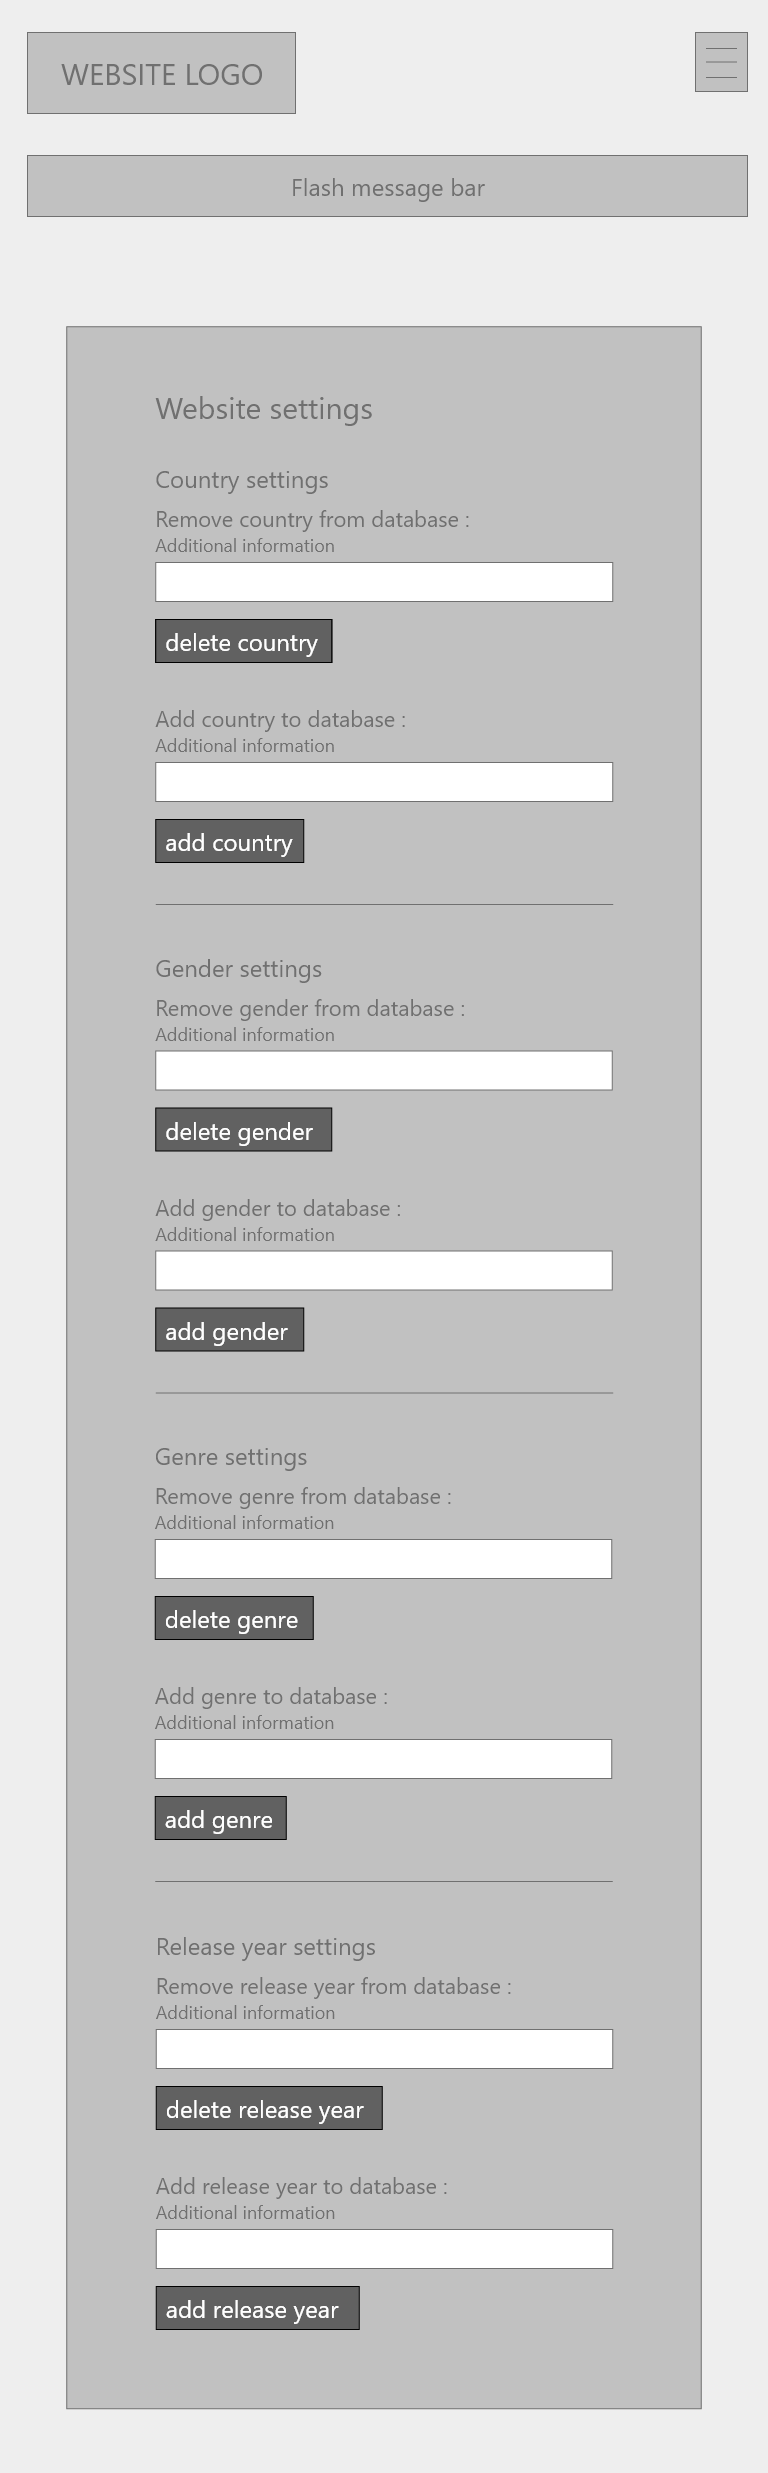 WEBSITE LOGO
Flash message bar
Website settings
Country settings
Remove country from database :
Additional information
delete country
Add country to database :
Additional information
add country
Gender settings
Remove gender from database :
Additional information
delete gender
Add gender to database :
Additional information
add gender
Genre settings
Remove genre from database :
Additional information
delete genre
Add genre to database :
Additional information
add genre
Release year settings
Remove release year from database :
Additional information
delete release year
Add release year to database :
Additional information
add release year